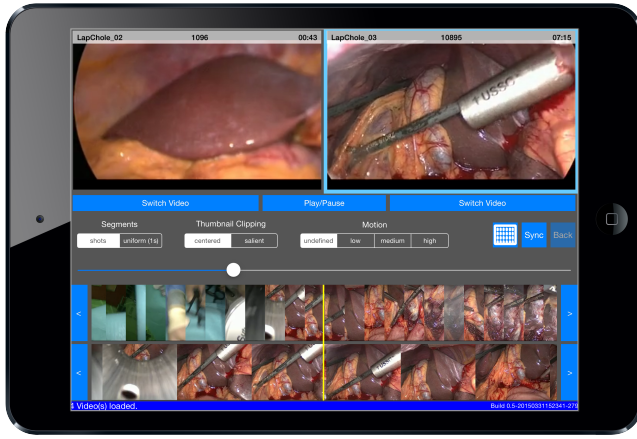 LapChole_02 1096 00:43
LapChole_03 10895 07:15
Switch Video Play/Pause Switch Video
Segments Thumbnail Clipping Motion
shots uniform (1s) centered salient undefined low medium high
Sync Back
< >
< >
4 Video(s) loaded. Build 0.5-20150331152341-279